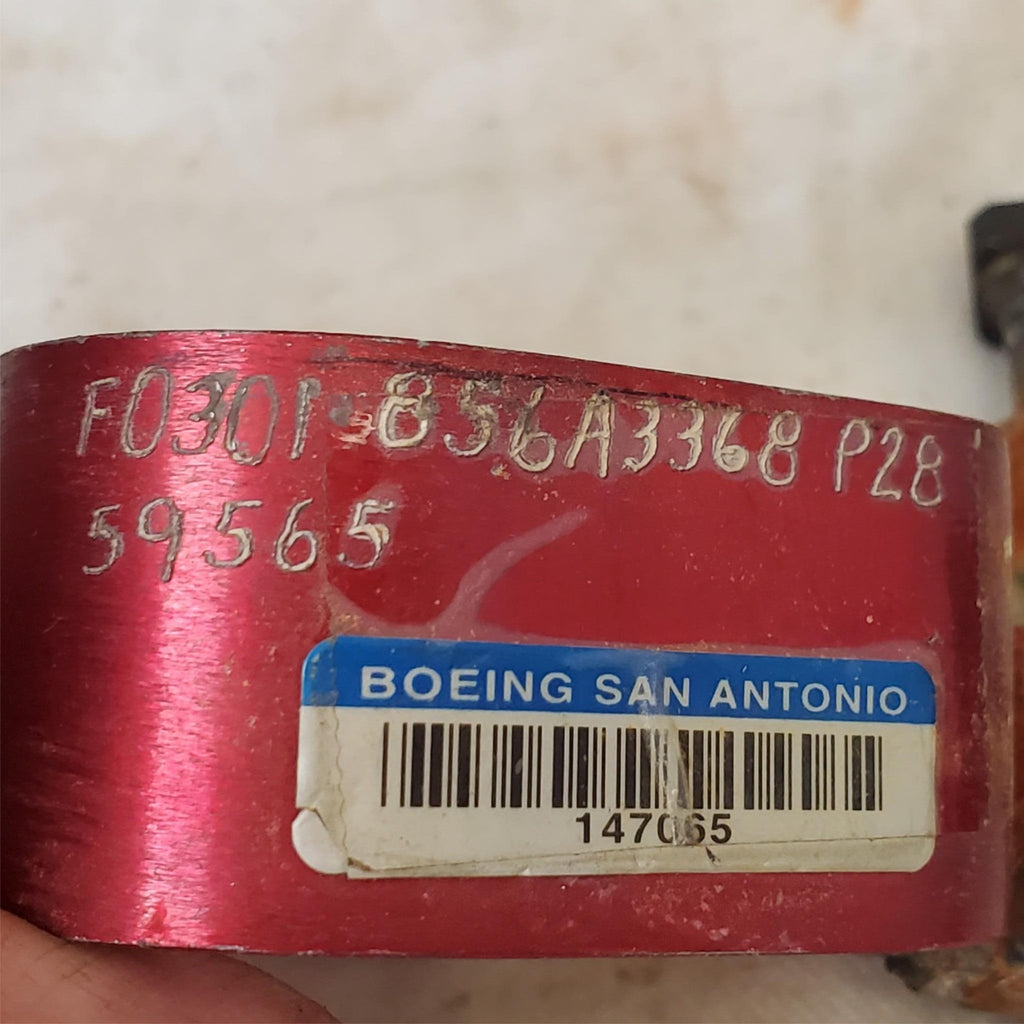 F0301-856A3368 P28
59565
BOEING SAN ANTONIO
147065